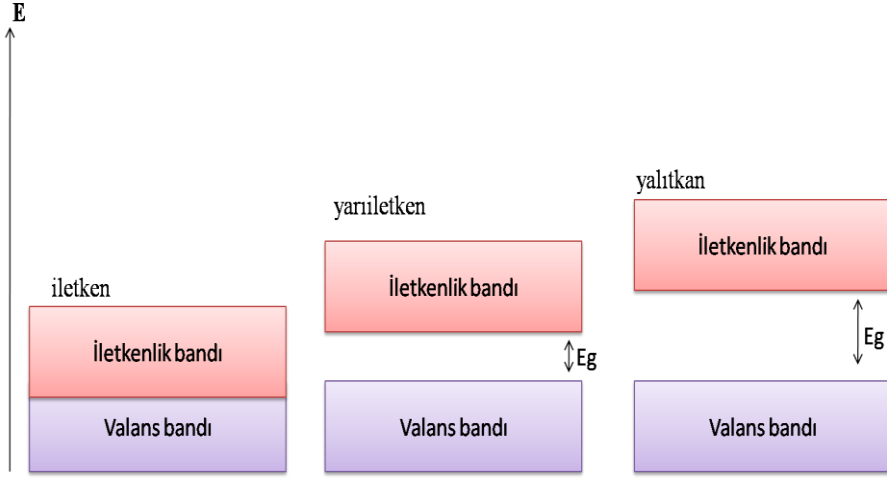 E
iletken
İletkenlik bandı
Valans bandı
yarıiletken
İletkenlik bandı
Eg
Valans bandı
yalıtkan
İletkenlik bandı
Eg
Valans bandı